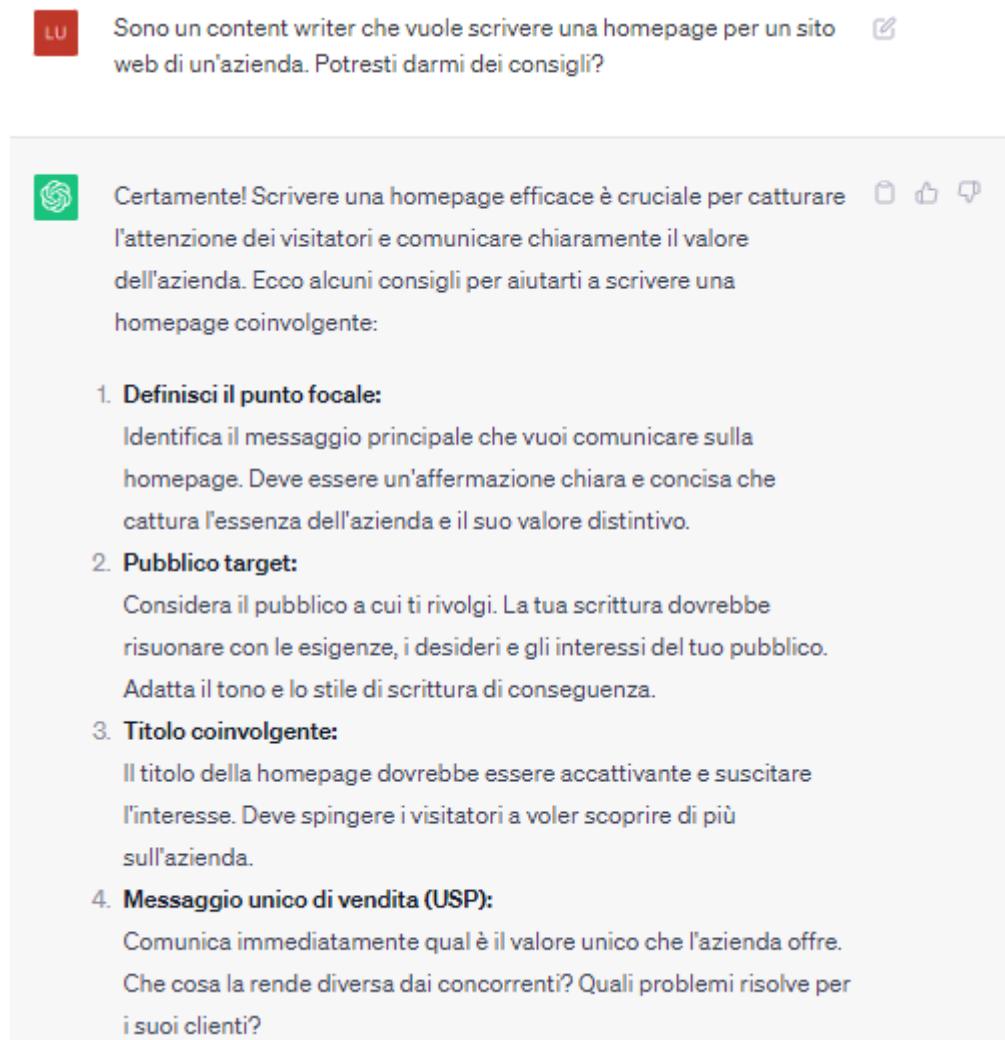 LU
Sono un content writer che vuole scrivere una homepage per un sito
web di un'azienda. Potresti darmi dei consigli?
Certamente! Scrivere una homepage efficace è cruciale per catturare
l'attenzione dei visitatori e comunicare chiaramente il valore
dell'azienda. Ecco alcuni consigli per aiutarti a scrivere una
homepage coinvolgente:
1. Definisci il punto focale:
Identifica il messaggio principale che vuoi comunicare sulla
homepage. Deve essere un'affermazione chiara e concisa che
cattura l'essenza dell'azienda e il suo valore distintivo.
2. Pubblico target:
Considera il pubblico a cui ti rivolgi. La tua scrittura dovrebbe
risuonare con le esigenze, i desideri e gli interessi del tuo pubblico.
Adatta il tono e lo stile di scrittura di conseguenza.
3. Titolo coinvolgente:
Il titolo della homepage dovrebbe essere accattivante e suscitare
l'interesse. Deve spingere i visitatori a voler scoprire di più
sull'azienda.
4. Messaggio unico di vendita (USP):
Comunica immediatamente qual è il valore unico che l'azienda offre.
Che cosa la rende diversa dai concorrenti? Quali problemi risolve per
i suoi clienti?